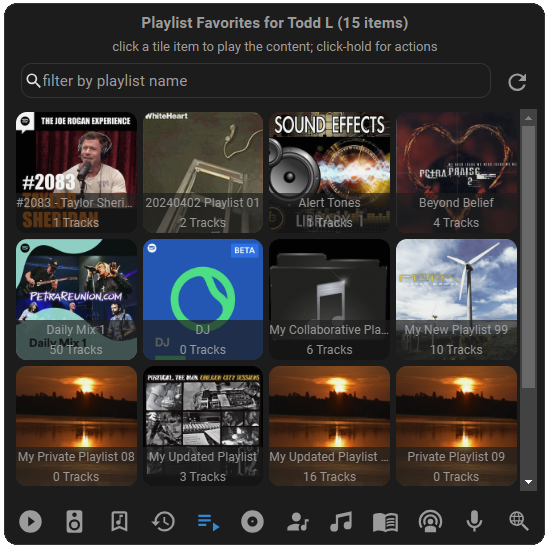 Playlist Favorites for Todd L (15 items)
click a tile item to play the content; click-hold for actions
filter by playlist name
THE JOE ROGAN EXPERIENCE
#2083
#2083 - Taylor Sheri...
SHERIDAN
1 Tracks
WhiteHeart
20240402 Playlist 01
2 Tracks
SOUND EFFECTS
Alert Tones
LIBRARY 1
Tracks
PETRA PRAISE 2
Beyond Belief
4 Tracks
PETRAREUNION.COM
Daily Mix 1
Daily Mix 1
50 Tracks
BETA
DJ
DJ
0 Tracks
My Collaborative Pla...
6 Tracks
My New Playlist 99
10 Tracks
My Private Playlist 08
0 Tracks
PORTUGAL. THE MAN OREGON CITY SESSIONS
My Updated Playlist
3 Tracks
My Updated Playlist ...
16 Tracks
Private Playlist 09
0 Tracks